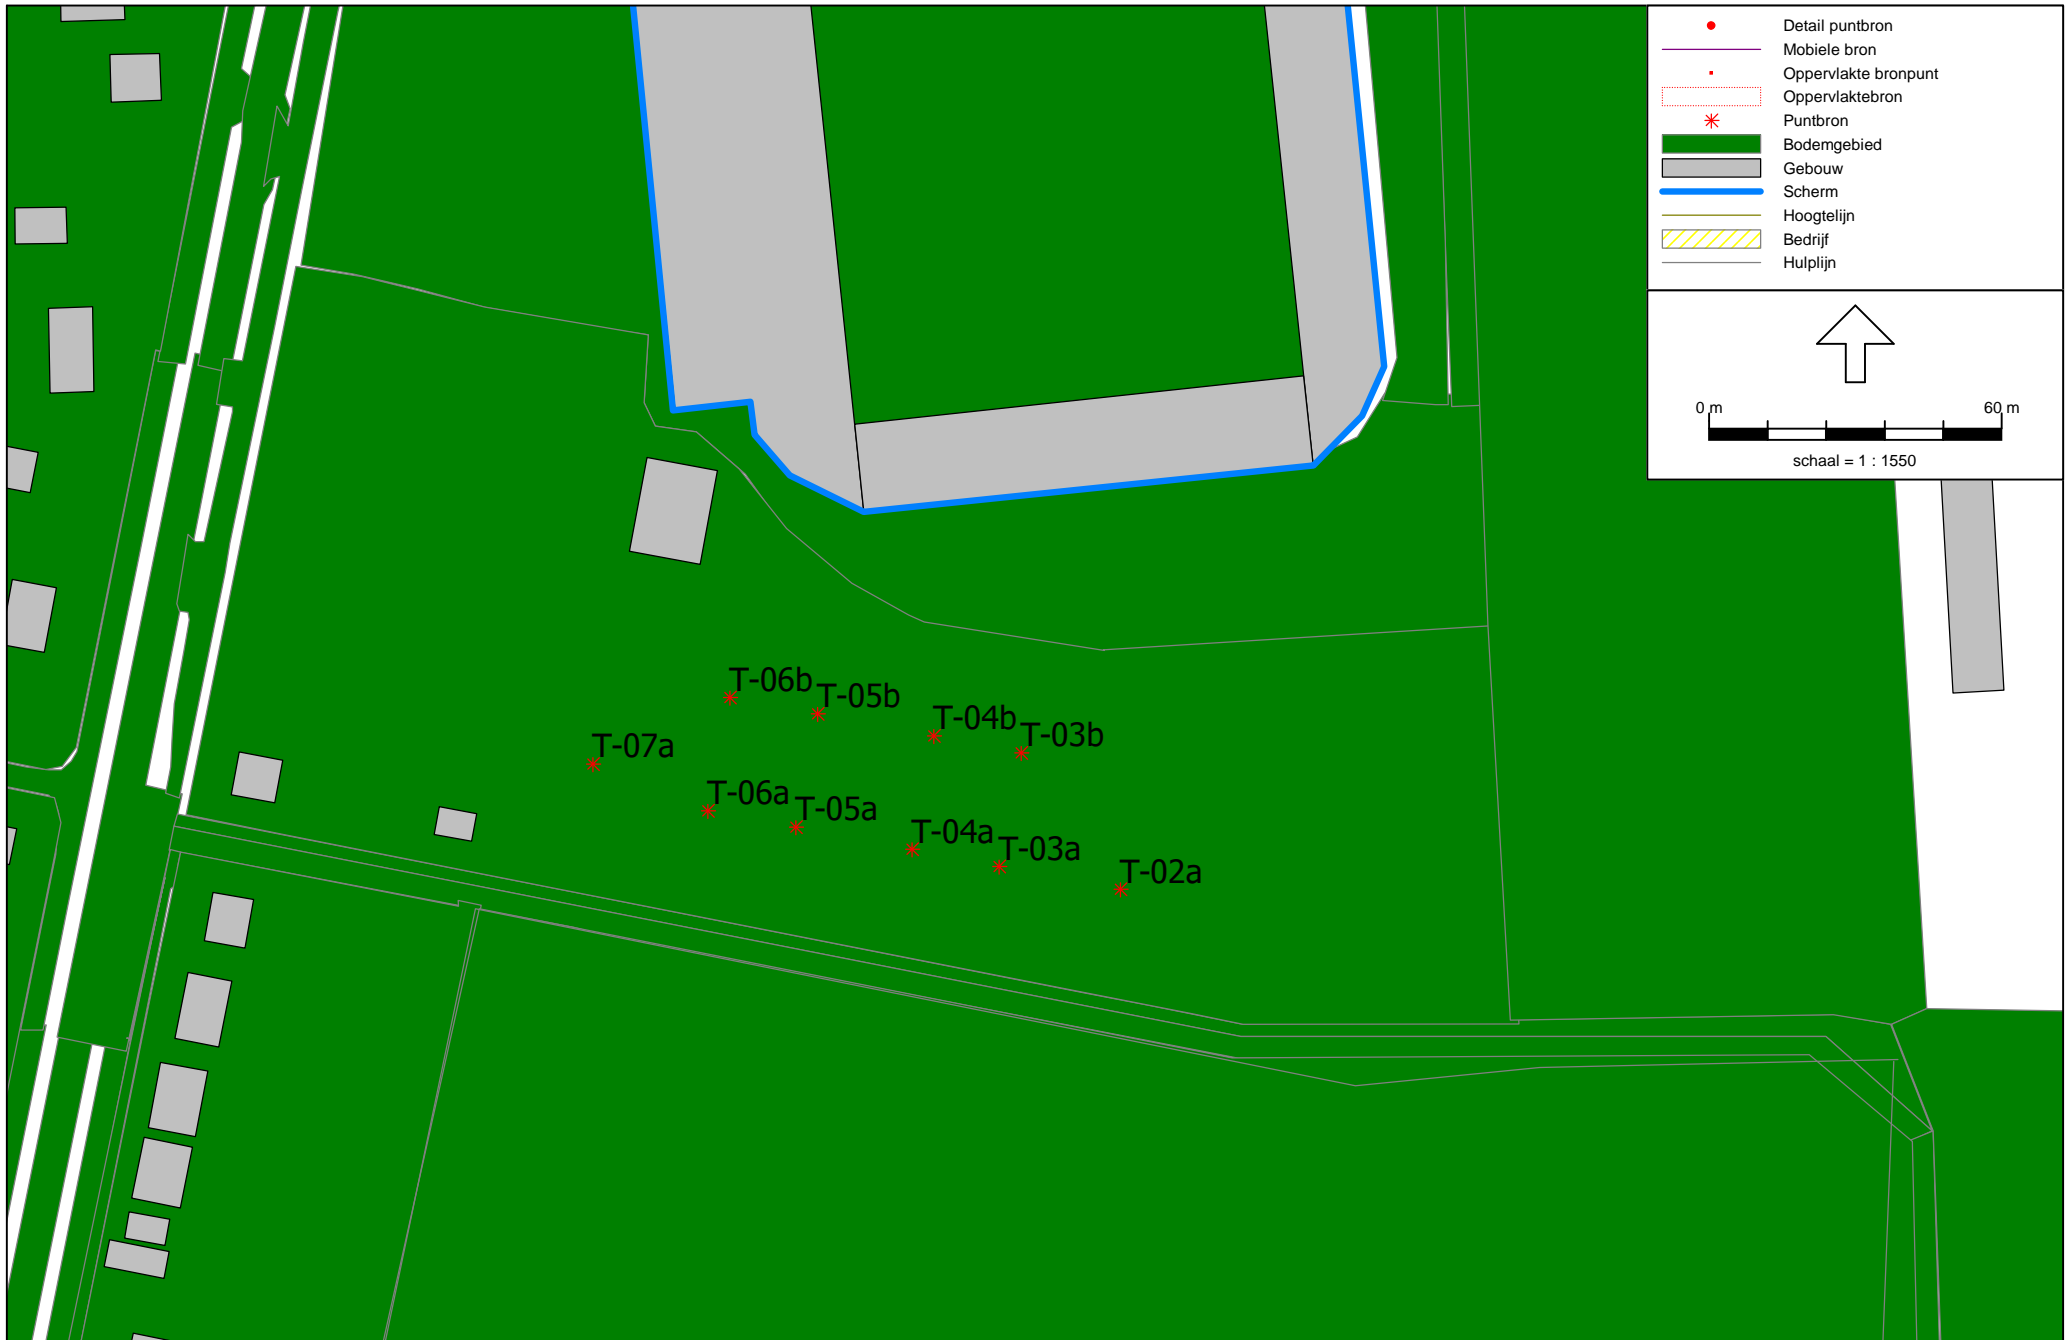 Detail puntbron
Mobiele bron
Oppervlakte bronpunt
Oppervlaktebron
Puntbron
Bodemgebied
Gebouw
Scherm
Hoogtelijn
Bedrijf
Hulplijn
0 m 60 m
schaal = 1 : 1550
T-06b
T-05b
T-04b
T-03b
T-07a
T-06a
T-05a
T-04a
T-03a
T-02a